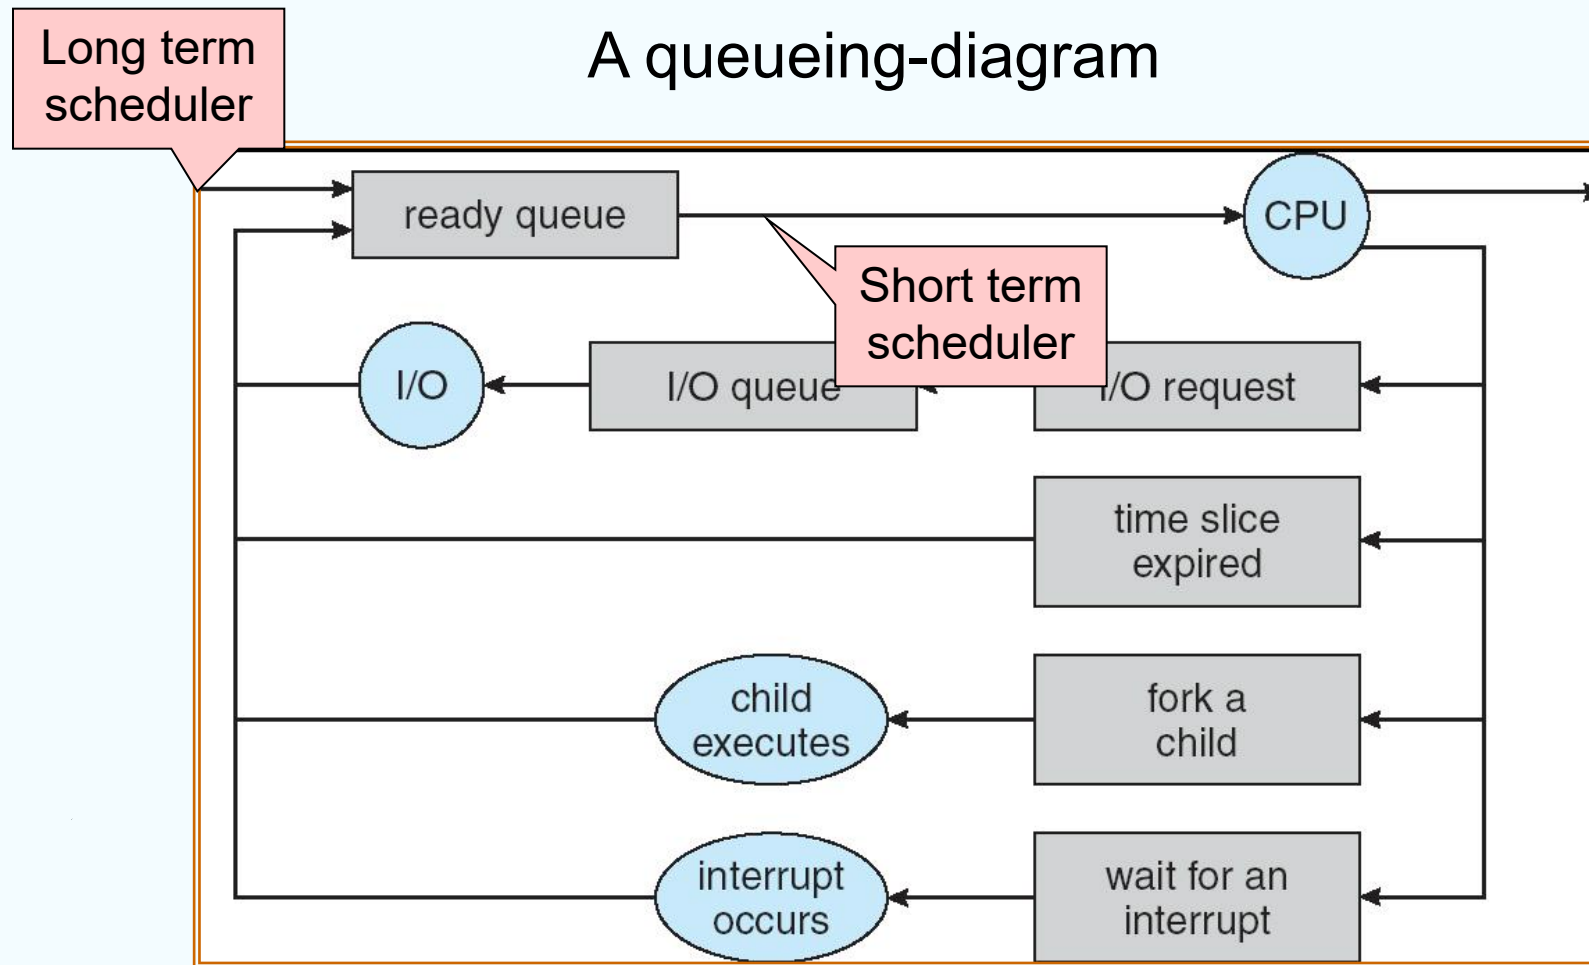 Long term
scheduler
A queueing-diagram
ready queue
CPU
Short term
scheduler
I/O
I/O queue
I/O request
time slice
expired
child
executes
fork a
child
interrupt
occurs
wait for an
interrupt